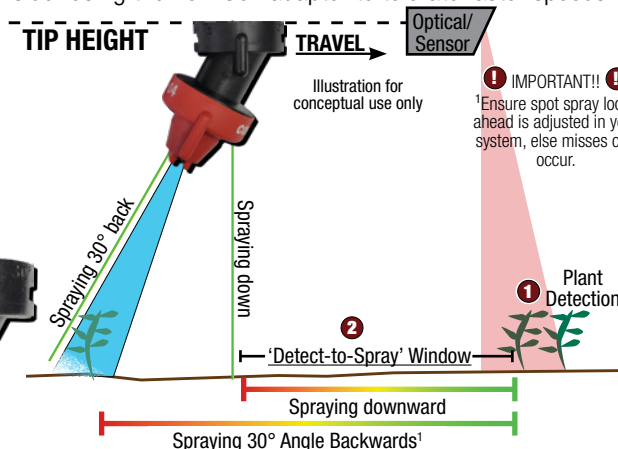 TIP HEIGHT
TRAVEL
Optical/
Sensor
Illustration for
conceptual use only
! IMPORTANT!! !
¹Ensure spot spray
ahead is adjusted in
system, else misses
occur.
04
Spraying 30° back
Spraying down
1
Plant
Detection
2
'Detect-to-Spray' Window
Spraying downward
Spraying 30° Angle Backwards¹